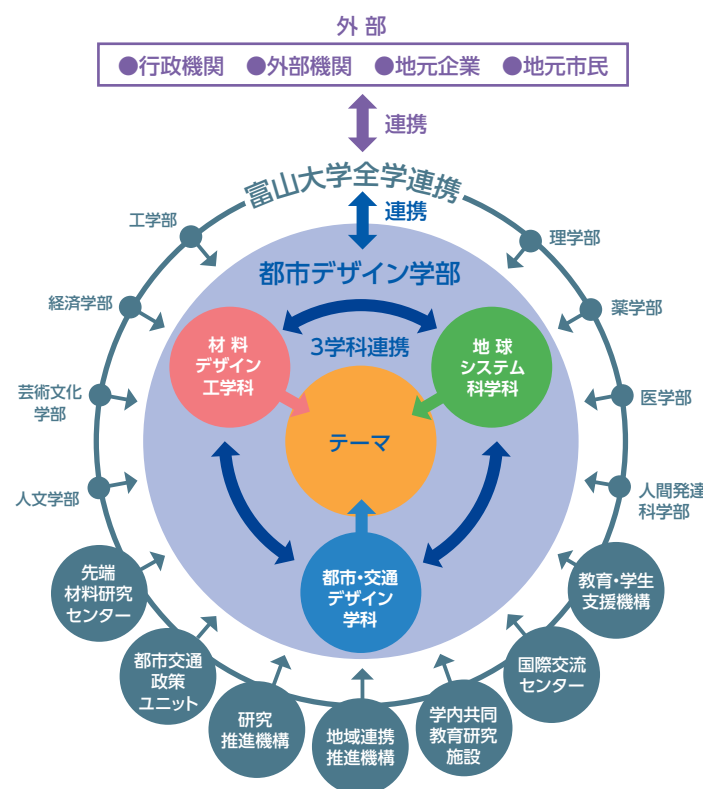 外部
●行政機関 ●外部機関 ●地元企業 ●地元市民
連携
富山大学全学連携
連携
工学部
理学部
都市デザイン学部
経済学部
薬学部
3学科連携
材料
デザイン
工学科
地球
システム
科学科
芸術文化
学部
医学部
テーマ
人文学部
人間発達
科学部
都市・交通
デザイン
学科
先端
材料研究
センター
教育・学生
支援機構
都市交通
政策
ユニット
国際交流
センター
研究
推進機構
地域連携
推進機構
学内共同
教育研究
施設